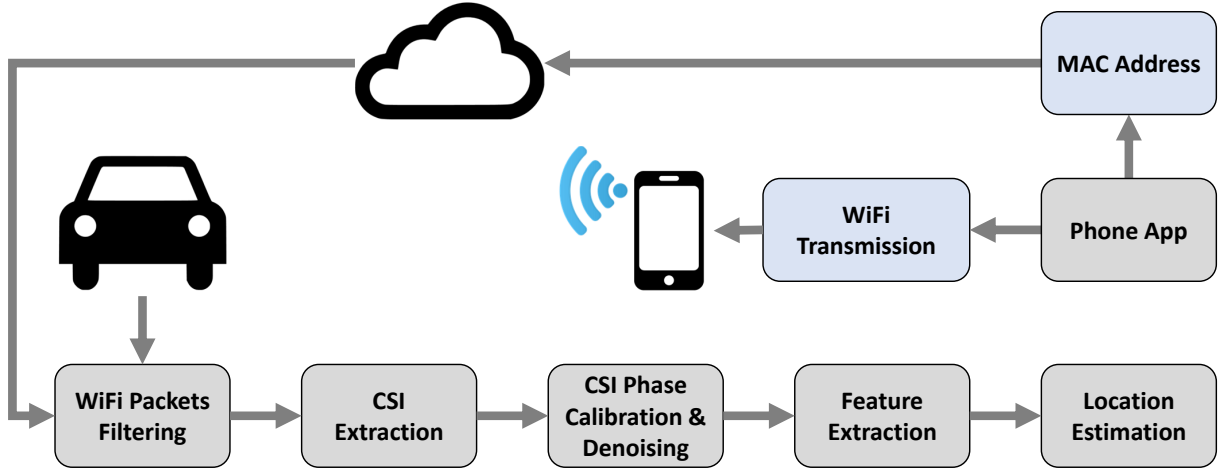 MAC Address
WiFi
Transmission
Phone App
WiFi Packets
Filtering
CSI
Extraction
CSI Phase
Calibration &
Denoising
Feature
Extraction
Location
Estimation